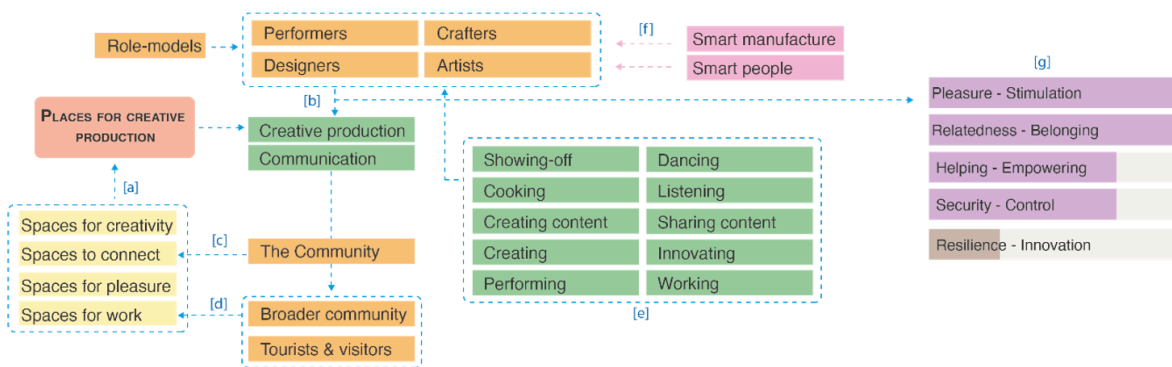 [f]
Performers
Crafters
Role-models
Smart manufacture
Designers
Artists
Smart people
[g]
[b]
Pleasure - Stimulation
PLACES FOR CREATIVE
PRODUCTION
Creative production
Relatedness - Belonging
Communication
Showing-off
Dancing
Helping - Empowering
[a]
Cooking
Listening
Security - Control
Spaces for creativity
Creating content
Sharing content
[c]
Spaces to connect
The Community
Creating
Innovating
Resilience - Innovation
Spaces for pleasure
Performing
Working
[d]
Spaces for work
Broader community
[e]
Tourists & visitors